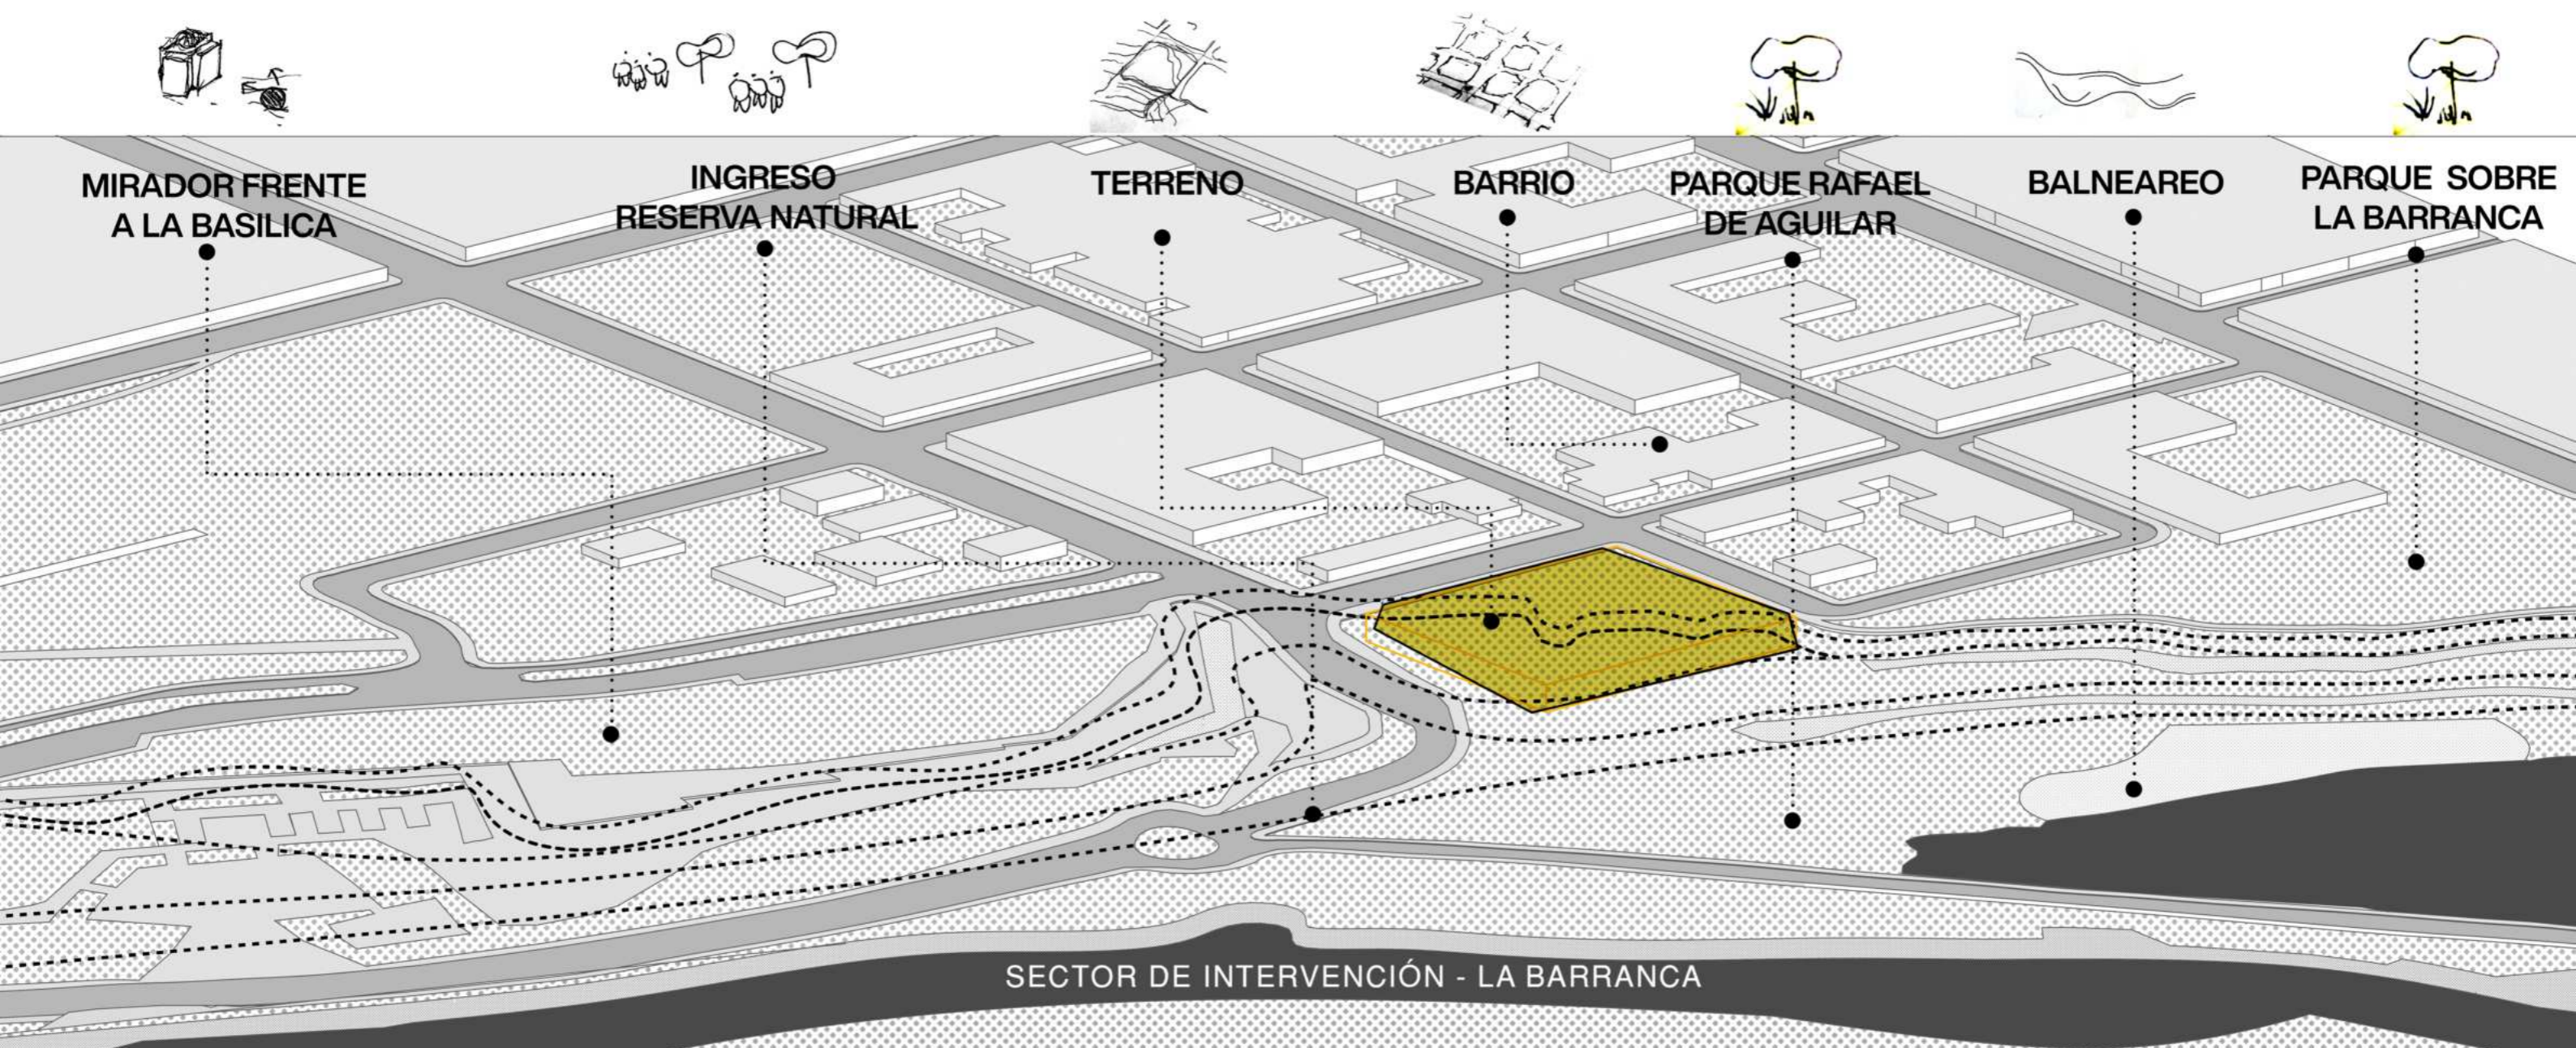 MIRADOR FRENTE
A LA BASILICA
INGRESO
RESERVA NATURAL
TERRENO
BARRIO
PARQUE RAFAEL
DE AGUILAR
BALNEAREO
PARQUE SOBRE
LA BARRANCA
SECTOR DE INTERVENCIÓN - LA BARRANCA